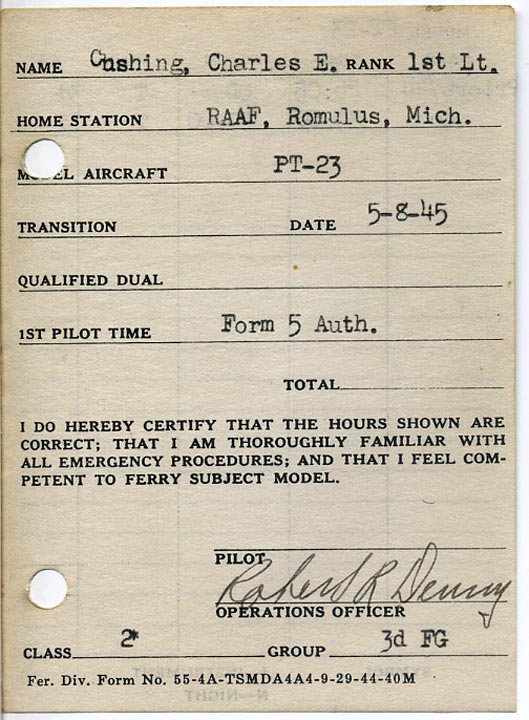 NAME Cushing, Charles E. RANK 1st Lt.
HOME STATION RAAF, Romulus, Mich.
M EL AIRCRAFT PT-23
TRANSITION DATE 5-8-45
QUALIFIED DUAL
1ST PILOT TIME Form 5 Auth.
TOTAL
I DO HEREBY CERTIFY THAT THE HOURS SHOWN ARE
CORRECT; THAT I AM THOROUGHLY FAMILIAR WITH
ALL EMERGENCY PROCEDURES; AND THAT I FEEL COM-
PETENT TO FERRY SUBJECT MODEL.
PILOT
Robert R Denny
OPERATIONS OFFICER
CLASS 2* GROUP 3d FG
Fer. Div. Form No. 55-4A-TSMDA4A4-9-29-44-40M